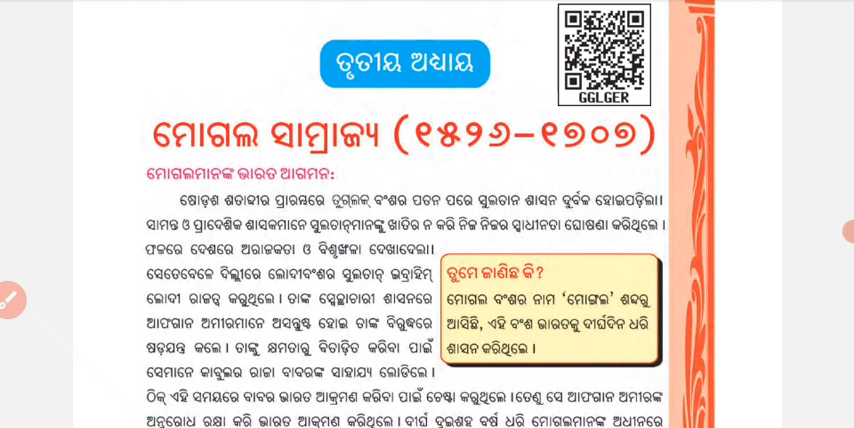 ତୃତୀୟ ଅଧ୍ୟାୟ
GGLGER
ମୋଗଲ ସାମ୍ରାଜ୍ୟ (୧୫୨୬–୧୭୦୭)
ମୋଗଲମାନଙ୍କ ଭାରତ ଆଗମନ:
ଷୋଡ଼ଶ ଶତାବ୍ଦୀର ପ୍ରାରମ୍ଭରେ ତୁଗ୍‌ଲକ୍ ବଂଶର ପତନ ପରେ ସୁଲତାନ ଶାସନ ଦୁର୍ବଳ ହୋଇପଡ଼ିଲା।
ସାମନ୍ତ ଓ ପ୍ରାଦେଶିକ ଶାସକମାନେ ସୁଲତାନ୍‌ମାନଙ୍କୁ ଖାତିର ନ କରି ନିଜ ନିଜର ସ୍ୱାଧୀନତା ଘୋଷଣା କରିଥିଲେ।
ଫଳରେ ଦେଶରେ ଅରାଜକତା ଓ ବିଶୃଙ୍ଖଳା ଦେଖାଦେଲା।
ସେତେବେଳେ ଦିଲ୍ଲୀରେ ଲୋଦୀବଂଶର ସୁଲତାନ୍ ଇବ୍ରାହିମ୍
ଲୋଦୀ ରାଜତ୍ୱ କରୁଥିଲେ। ତାଙ୍କ ସ୍ୱେଚ୍ଛାଚାରୀ ଶାସନରେ
ଆଫଗାନ ଅମୀରମାନେ ଅସନ୍ତୁଷ୍ଟ ହୋଇ ତାଙ୍କ ବିରୁଦ୍ଧରେ
ଷଡ଼ଯନ୍ତ୍ର କଲେ। ତାଙ୍କୁ କ୍ଷମତାରୁ ବିତାଡ଼ିତ କରିବା ପାଇଁ
ସେମାନେ କାବୁଲର ରାଜା ବାବରଙ୍କ ସାହାଯ୍ୟ ଲୋଡିଲେ।
ତୁମେ ଜାଣିଛ କି?
ମୋଗଲ ବଂଶର ନାମ ‘ମୋଙ୍ଗଲ’ ଶବ୍ଦରୁ
ଆସିଛି, ଏହି ବଂଶ ଭାରତକୁ ଦୀର୍ଘଦିନ ଧରି
ଶାସନ କରିଥିଲେ।
ଠିକ୍ ଏହି ସମୟରେ ବାବର ଭାରତ ଆକ୍ରମଣ କରିବା ପାଇଁ ଚେଷ୍ଟା କରୁଥିଲେ। ତେଣୁ ସେ ଆଫଗାନ ଅମୀରଙ୍କ
ଅନୁରୋଧ ରକ୍ଷା କରି ଭାରତ ଆକ୍ରମଣ କରିଥିଲେ। ଦୀର୍ଘ ଦୁଇଶହ ବର୍ଷ ଧରି ମୋଗଲମାନଙ୍କ ଅଧୀନରେ